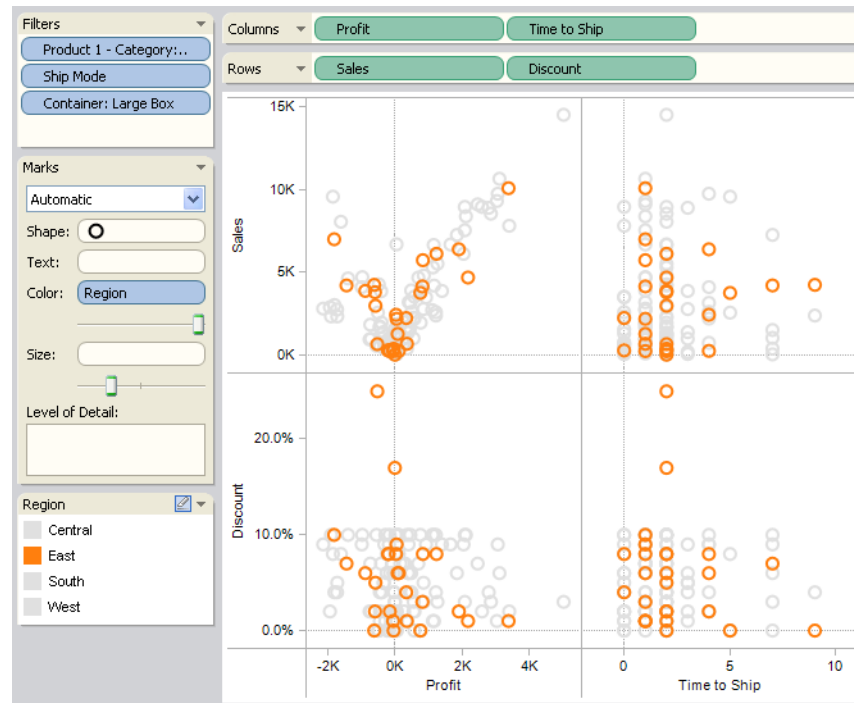 Filters
Product 1 - Category:..
Ship Mode
Container: Large Box
Marks
Automatic
Shape:
Text:
Color: Region
Size:
Level of Detail:
Region
Central
East
South
West
Columns Profit Time to Ship
Rows Sales Discount
15K
10K
5K
0K
Sales
20.0%
10.0%
0.0%
Discount
-2K 0K 2K 4K
Profit
0 5 10
Time to Ship